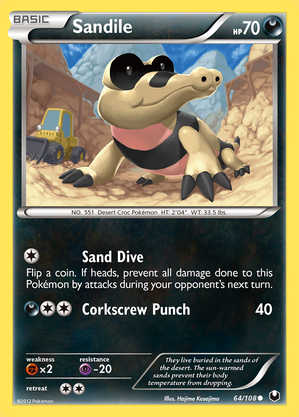 BASIC
Sandile
HP70
NO. 551 Desert Croc Pokémon HT: 2'04" WT: 33.5 lbs.
Sand Dive
Flip a coin. If heads, prevent all damage done to this
Pokémon by attacks during your opponent's next turn.
Corkscrew Punch 40
weakness
×2
resistance
-20
retreat
They live buried in the sands of
the desert. The sun-warmed
sands prevent their body
temperature from dropping.
©2012 Pokémon
Illus. Hajime Kusajima
64/108